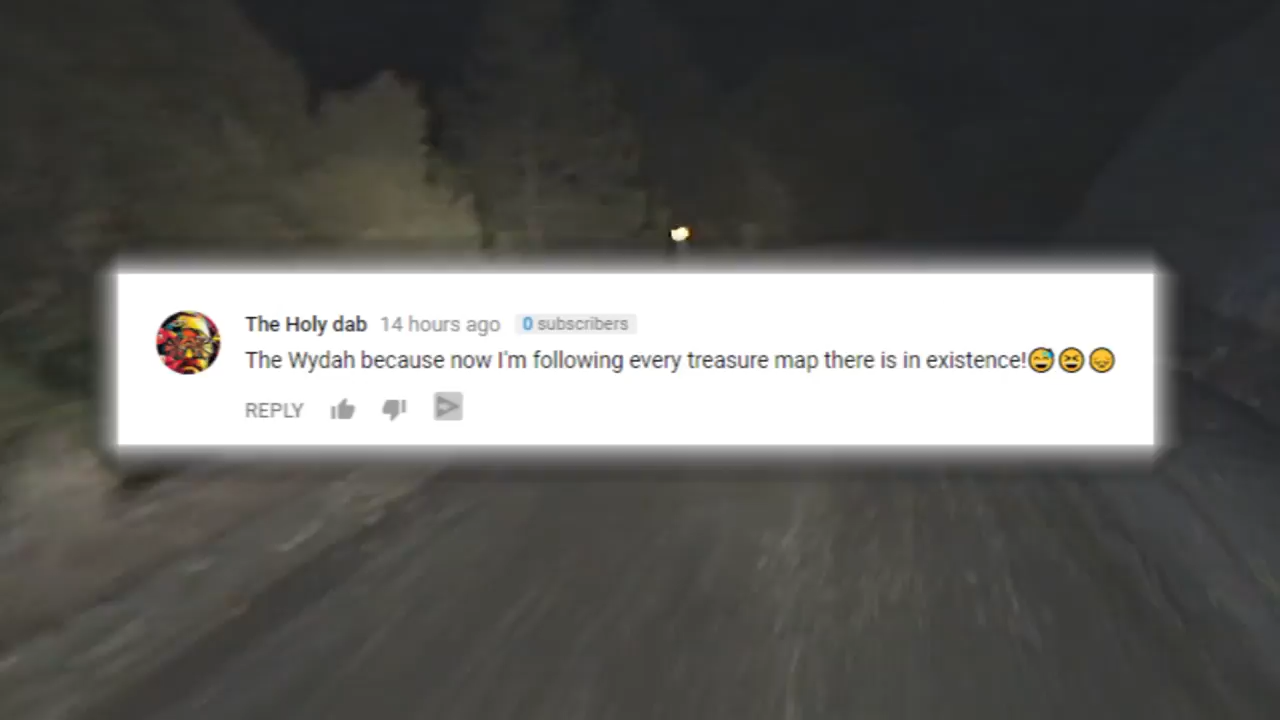 The Holy dab 14 hours ago 0 subscribers
The Wydah because now I'm following every treasure map there is in existence!😅😆😔
REPLY